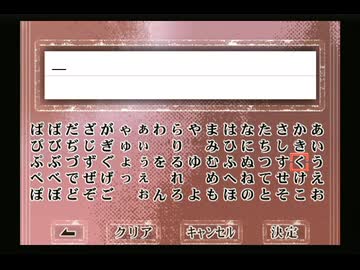 あいうえお
かきくけこ
さしすせそ
たちつてと
なにぬねの
はひふへほ
まみむめも
やゆよ
らりるれろ
わをん
ぁぃぅぇぉ
ゃゅょっ
がぎぐげご
ざじずぜぞ
だぢづでど
ばびぶべぼ
ぱぴぷぺぽ
← クリア キャンセル 決定